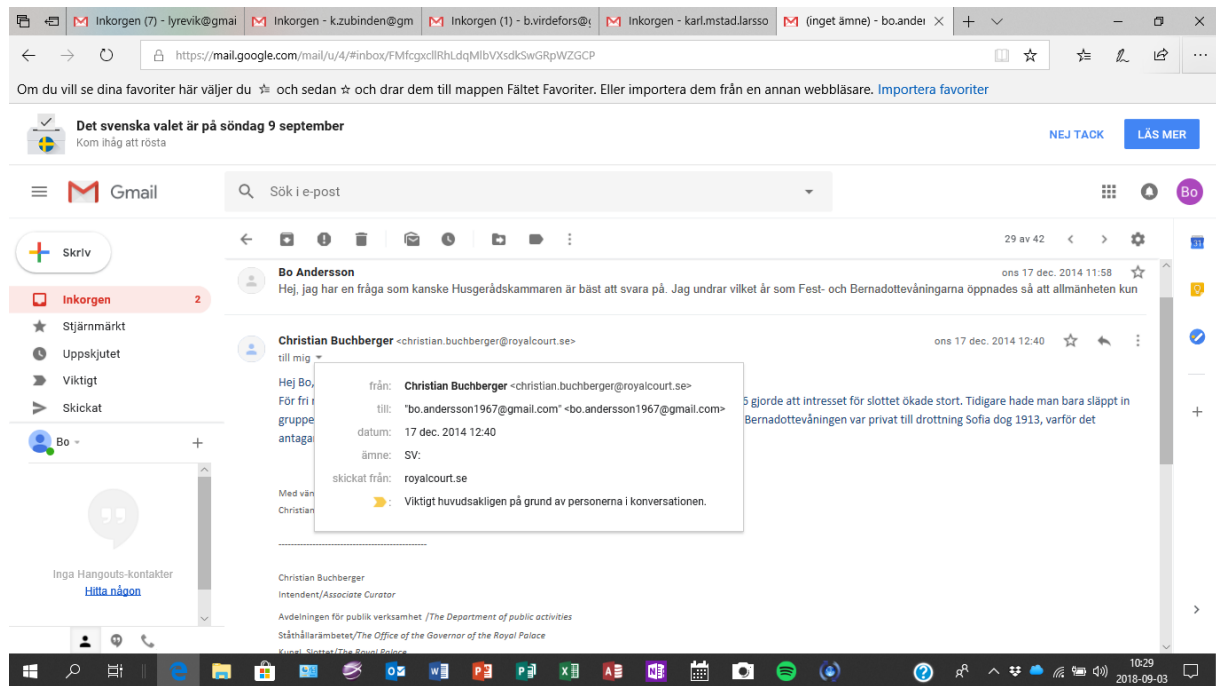 Inkorgen (7) - lyrevik@gmai
Inkorgen - k.zubinden@gm
Inkorgen (1) - b.virdefors@g
Inkorgen - karl.mstad.larsso
(inget ämne) - bo.ander
https://mail.google.com/mail/u/4/#inbox/FMfcgxcllRhLdqMlbVXsdkSwGRpWZGCP
Om du vill se dina favoriter här väljer du och sedan och drar dem till mappen Fältet Favoriter. Eller importera dem från en annan webbläsare. Importera favoriter
Det svenska valet är på söndag 9 september
Kom ihåg att rösta
NEJ TACK
LÄS MER
Gmail
Sök i e-post
Bo
Skriv
29 av 42
31
Inkorgen 2
Stjärnmärkt
Uppskjutet
Viktigt
Skickat
Bo
Inga Hangouts-kontakter
Hitta någon
Bo Andersson
ons 17 dec. 2014 11:58
Hej, jag har en fråga som kanske Husgerådskammaren är bäst att svara på. Jag undrar vilket år som Fest- och Bernadottevåningarna öppnades så att allmänheten kun
Christian Buchberger <christian.buchberger@royalcourt.se>
ons 17 dec. 2014 12:40
till mig
Hej Bo,
För fri
gjorde att intresset för slottet ökade stort. Tidigare hade man bara släppt in
gruppe
Bernadottevåningen var privat till drottning Sofia dog 1913, varför det
antaga
från: Christian Buchberger <christian.buchberger@royalcourt.se>
till: "bo.andersson1967@gmail.com" <bo.andersson1967@gmail.com>
datum: 17 dec. 2014 12:40
ämne: SV:
skickat från: royalcourt.se
: Viktigt huvudsakligen på grund av personerna i konversationen.
Med vän
Christian
--------------------------------------------------
Christian Buchberger
Intendent/Associate Curator
Avdelningen för publik verksamhet /The Department of public activities
Ståthållarämbetet/The Office of the Governor of the Royal Palace
Kungl. Slottet/The Royal Palace
10:29
2018-09-03